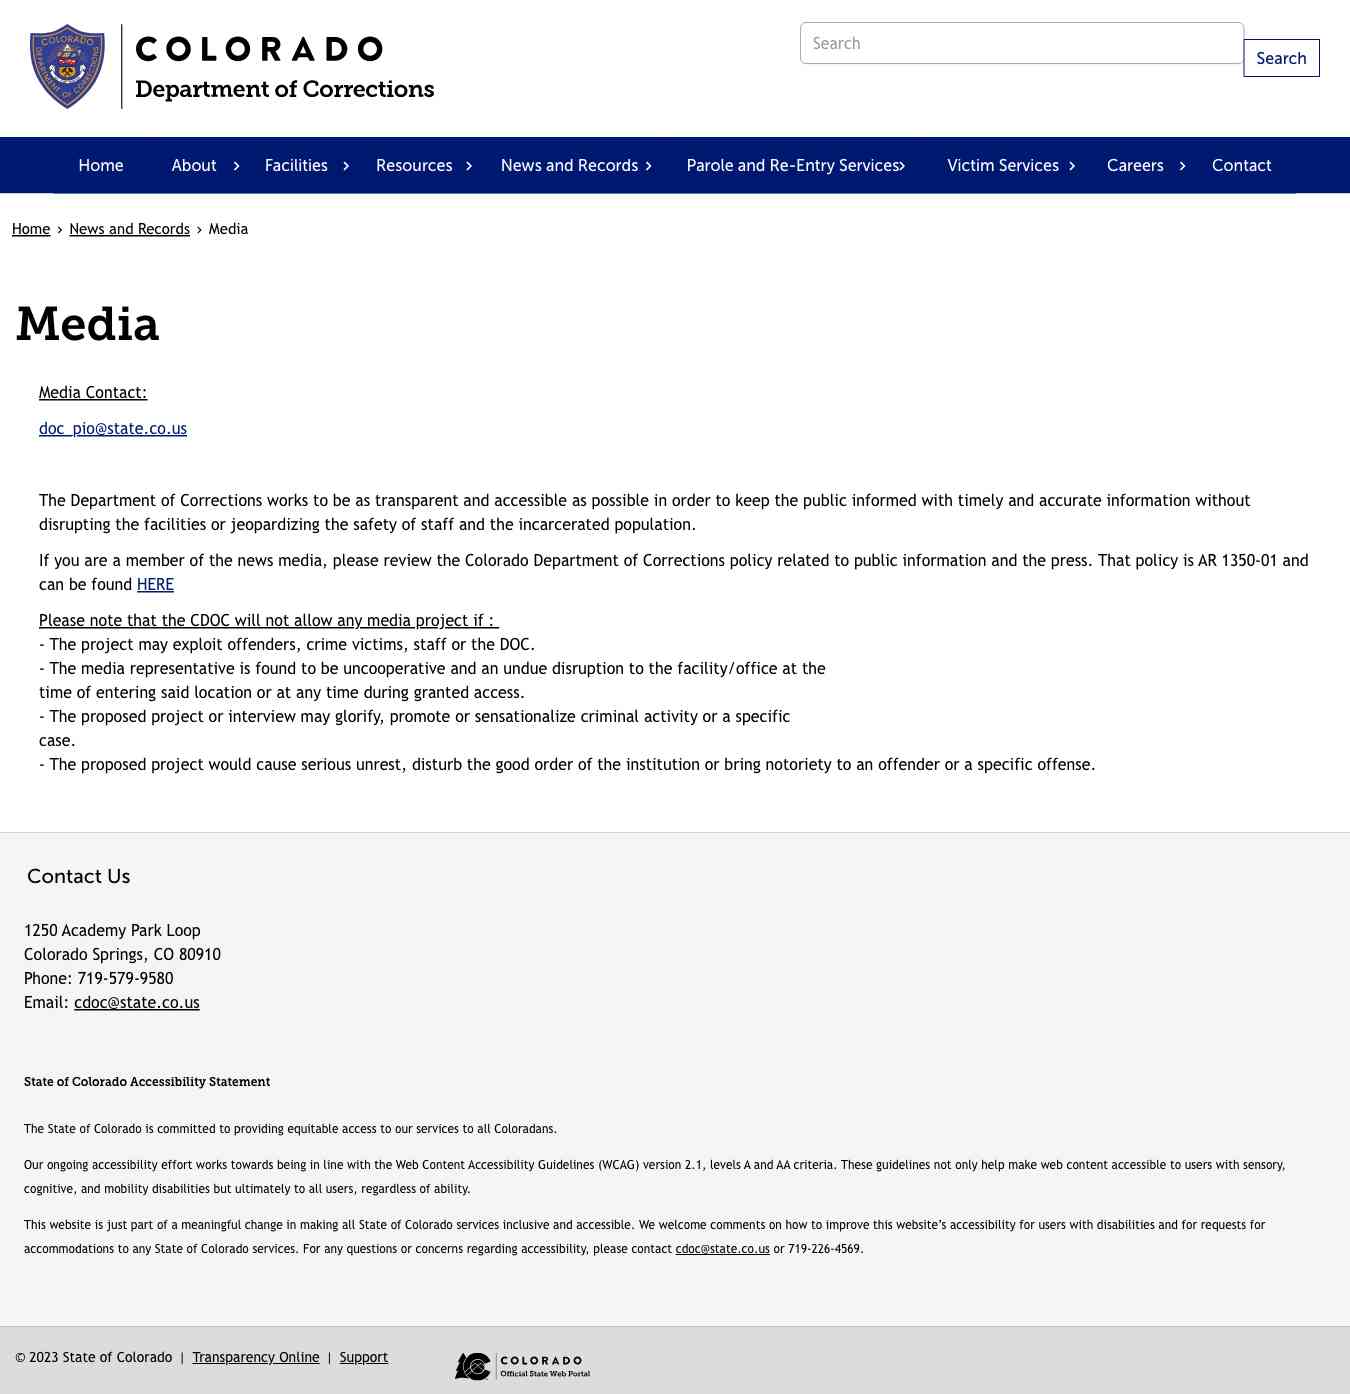 COLORADO
Department of Corrections
Search
Search
Home About Facilities Resources News and Records Parole and Re-Entry Services Victim Services Careers Contact
Home › News and Records › Media
Media
Media Contact:
doc_pio@state.co.us
The Department of Corrections works to be as transparent and accessible as possible in order to keep the public informed with timely and accurate information without
disrupting the facilities or jeopardizing the safety of staff and the incarcerated population.
If you are a member of the news media, please review the Colorado Department of Corrections policy related to public information and the press. That policy is AR 1350-01 and
can be found HERE
Please note that the CDOC will not allow any media project if :
- The project may exploit offenders, crime victims, staff or the DOC.
- The media representative is found to be uncooperative and an undue disruption to the facility/office at the
time of entering said location or at any time during granted access.
- The proposed project or interview may glorify, promote or sensationalize criminal activity or a specific
case.
- The proposed project would cause serious unrest, disturb the good order of the institution or bring notoriety to an offender or a specific offense.
Contact Us
1250 Academy Park Loop
Colorado Springs, CO 80910
Phone: 719-579-9580
Email: cdoc@state.co.us
State of Colorado Accessibility Statement
The State of Colorado is committed to providing equitable access to our services to all Coloradans.
Our ongoing accessibility effort works towards being in line with the Web Content Accessibility Guidelines (WCAG) version 2.1, levels A and AA criteria. These guidelines not only help make web content accessible to users with sensory,
cognitive, and mobility disabilities but ultimately to all users, regardless of ability.
This website is just part of a meaningful change in making all State of Colorado services inclusive and accessible. We welcome comments on how to improve this website's accessibility for users with disabilities and for requests for
accommodations to any State of Colorado services. For any questions or concerns regarding accessibility, please contact cdoc@state.co.us or 719-226-4569.
© 2023 State of Colorado | Transparency Online | Support
COLORADO
Official State Web Portal